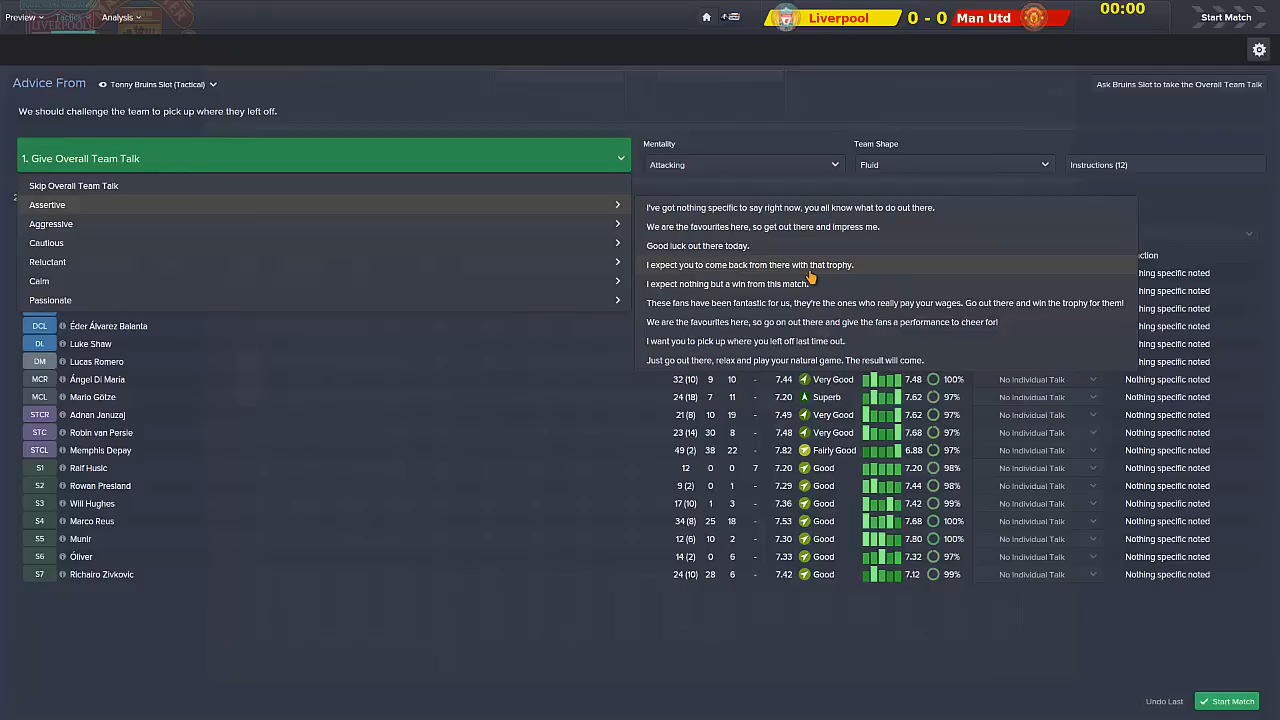 Preview Tactics Analysis Liverpool 0 - 0 Man Utd 00:00 Start Match
Advice From Tonny Bruins Slot (Tactical) Ask Bruins Slot to take the Overall Team Talk
We should challenge the team to pick up where they left off.
Mentality Team Shape
1. Give Overall Team Talk Attacking Fluid Instructions (12)
Skip Overall Team Talk
Assertive I've got nothing specific to say right now, you all know what to do out there.
Aggressive We are the favourites here, so get out there and impress me.
Cautious Good luck out there today.
Reluctant I expect you to come back from there with that trophy.
Calm I expect nothing but a win from this match.
Passionate These fans have been fantastic for us, they're the ones who really pay your wages. Go out there and win the trophy for them!
We are the favourites here, so go on out there and give the fans a performance to cheer for!
I want you to pick up where you left off last time out.
Just go out there, relax and play your natural game. The result will come.
ction
othing specific noted
othing specific noted
othing specific noted
DCL Éder Álvarez Balanta othing specific noted
DL Luke Shaw othing specific noted
DM Lucas Romero othing specific noted
MCR Ángel Di María 32 (10) 9 10 - 7.44 Very Good 7.48 100% No Individual Talk Nothing specific noted
MCL Mario Götze 24 (18) 7 11 - 7.20 Superb 7.62 97% No Individual Talk Nothing specific noted
STCR Adnan Januzaj 21 (8) 10 19 - 7.49 Very Good 7.62 97% No Individual Talk Nothing specific noted
STC Robin van Persie 23 (14) 30 8 - 7.48 Very Good 7.68 97% No Individual Talk Nothing specific noted
STCL Memphis Depay 49 (2) 38 22 - 7.82 Fairly Good 6.88 97% No Individual Talk Nothing specific noted
S1 Ralf Husic 12 0 0 7 7.20 Good 7.20 98% No Individual Talk Nothing specific noted
S2 Rowan Presland 9 (2) 0 1 - 7.29 Good 7.44 98% No Individual Talk Nothing specific noted
S3 Will Hughes 17 (10) 1 3 - 7.36 Good 7.42 99% No Individual Talk Nothing specific noted
S4 Marco Reus 34 (8) 25 18 - 7.53 Good 7.68 100% No Individual Talk Nothing specific noted
S5 Munir 12 (6) 10 2 - 7.30 Good 7.80 100% No Individual Talk Nothing specific noted
S6 Óliver 14 (2) 0 6 - 7.33 Good 7.32 97% No Individual Talk Nothing specific noted
S7 Richairo Zivkovic 24 (10) 28 6 - 7.42 Good 7.12 99% No Individual Talk Nothing specific noted
Undo Last Start Match